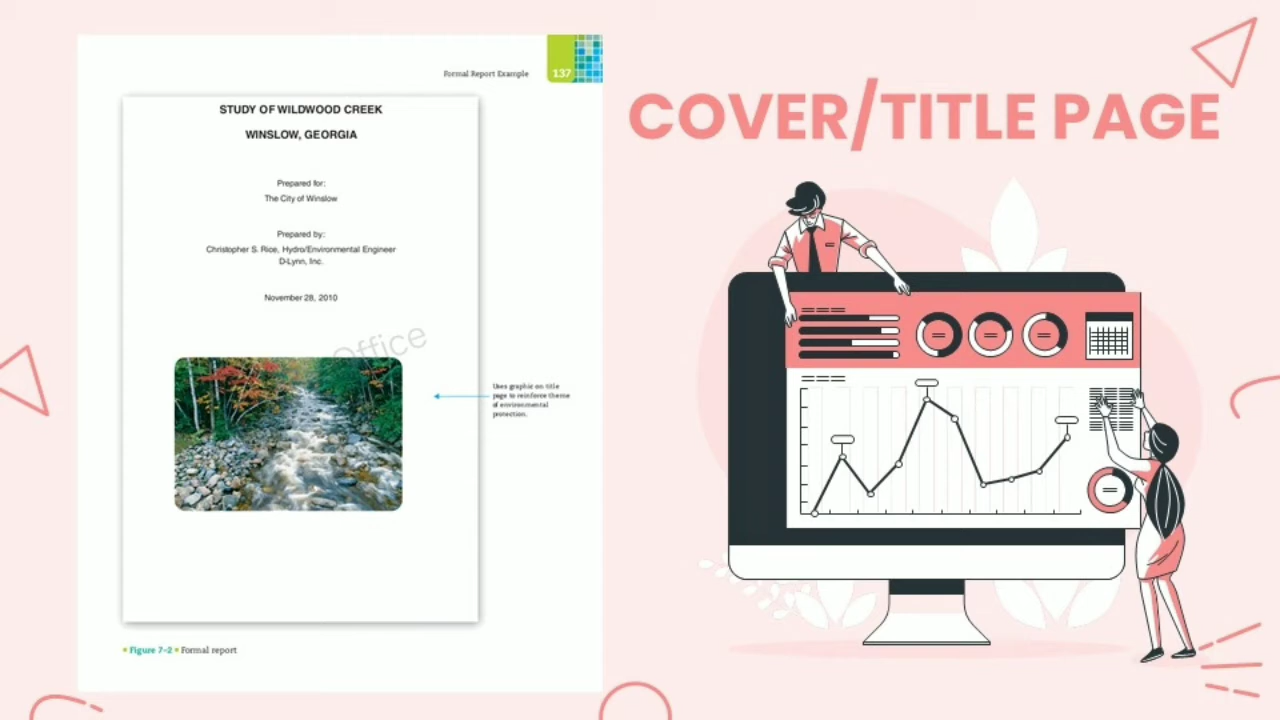 Formal Report Example
137
STUDY OF WILDWOOD CREEK
WINSLOW, GEORGIA
Prepared for:
The City of Winslow
Prepared by:
Christopher S. Rice, Hydro/Environmental Engineer
D-Lynn, Inc.
November 28, 2010
Office
Uses graphic on title
page to reinforce theme
of environmental
protection.
Figure 7–2 ▪ Formal report
COVER/TITLE PAGE